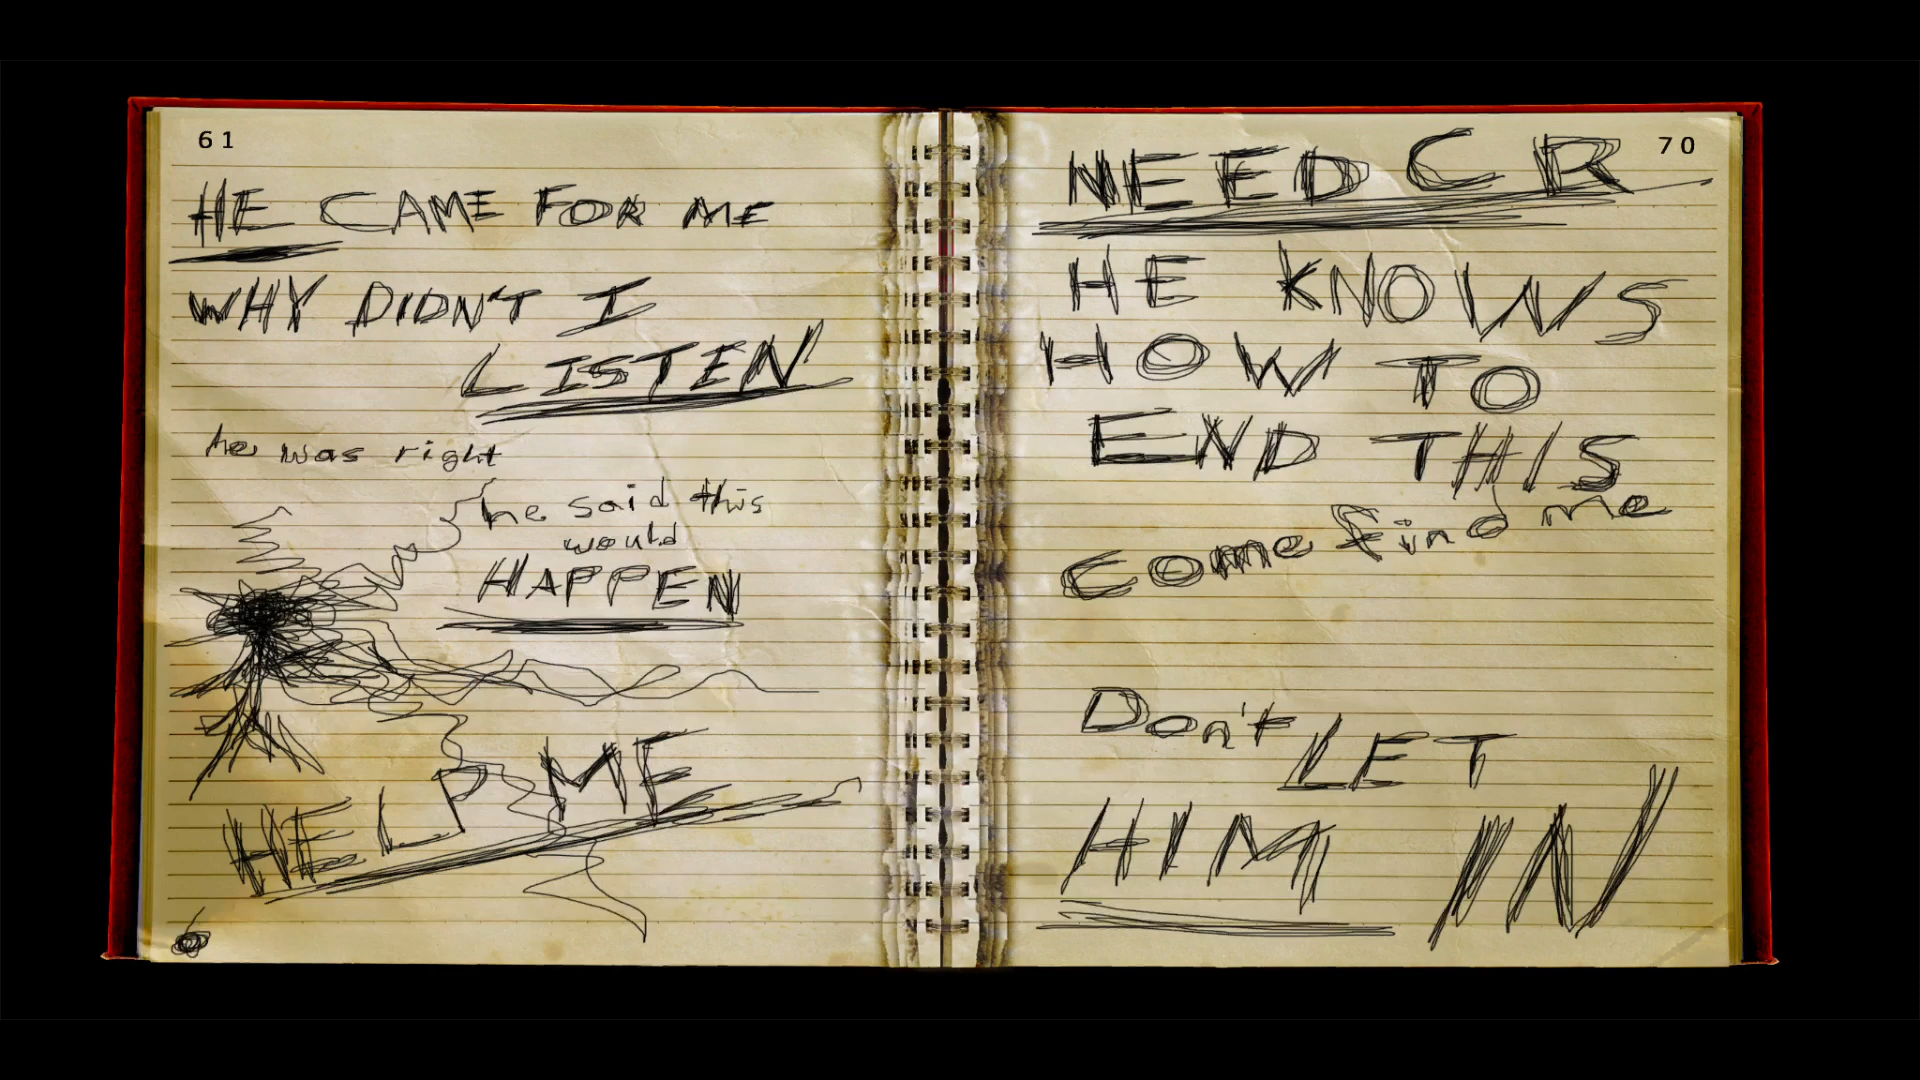 61
HE CAME FOR ME
WHY DIDN'T I
LISTEN
he was right
he said this
would
HAPPEN
HELP ME
70
NEED CR
HE KNOWS
HOW TO
END THIS
come find me
Don't LET
HIM IN